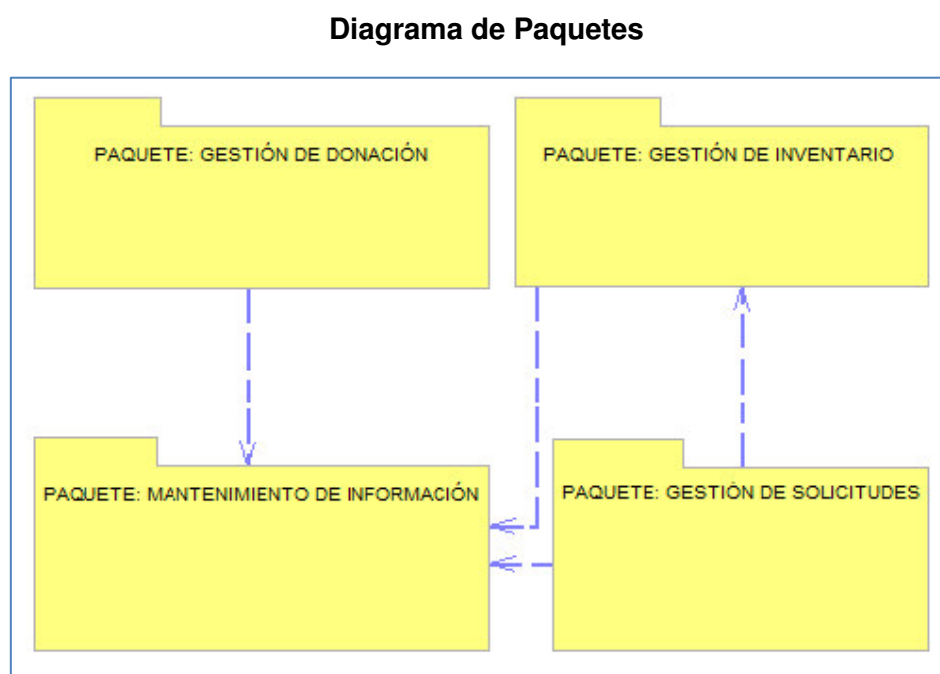 Diagrama de Paquetes
PAQUETE: GESTIÓN DE DONACIÓN
PAQUETE: GESTIÓN DE INVENTARIO
PAQUETE: MANTENIMIENTO DE INFORMACIÓN
PAQUETE: GESTIÓN DE SOLICITUDES